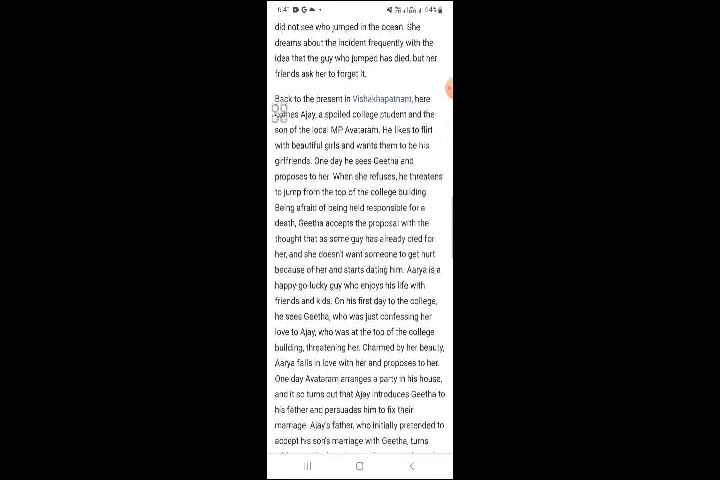 6:41
64%
did not see who jumped in the ocean. She
dreams about the incident frequently with the
idea that the guy who jumped has died, but her
friends ask her to forget it.
Back to the present in Vishakhapatnam, here
comes Ajay, a spoiled college student and the
son of the local MP Avataram. He likes to flirt
with beautiful girls and wants them to be his
girlfriends. One day he sees Geetha and
proposes to her. When she refuses, he threatens
to jump from the top of the college building.
Being afraid of being held responsible for a
death, Geetha accepts the proposal with the
thought that as some guy has already died for
her, and she doesn't want someone to get hurt
because of her and starts dating him. Aarya is a
happy-go-lucky guy who enjoys his life with
friends and kids. On his first day to the college,
he sees Geetha, who was just confessing her
love to Ajay, who was at the top of the college
building, threatening her. Charmed by her beauty,
Aarya falls in love with her and proposes to her.
One day Avataram arranges a party in his house,
and it so turns out that Ajay introduces Geetha to
his father and persuades him to fix their
marriage. Ajay's father, who initially pretended to
accept his son's marriage with Geetha, turns